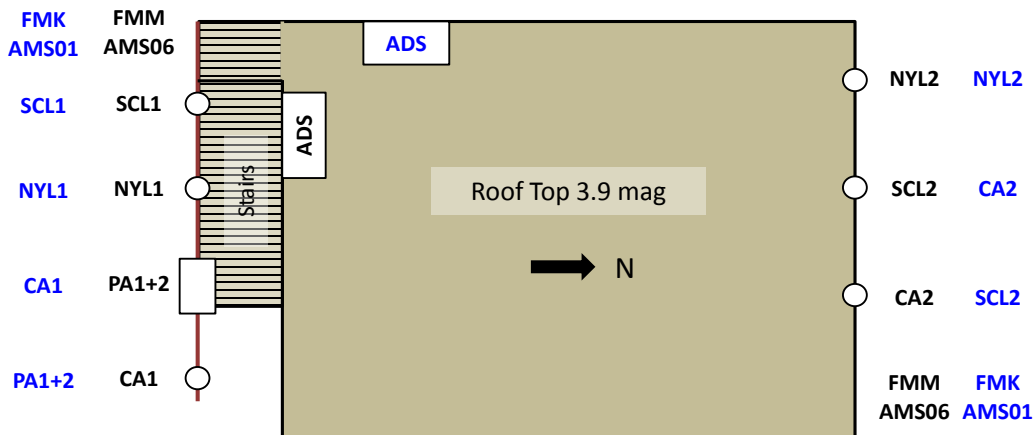 FMK FMM
AMS01 AMS06
ADS
NYL2 NYL2
SCL1 SCL1
ADS
NYL1 NYL1
Stairs
Roof Top 3.9 mag
SCL2 CA2
N
CA1 PA1+2
CA2 SCL2
PA1+2 CA1
FMM FMK
AMS06 AMS01